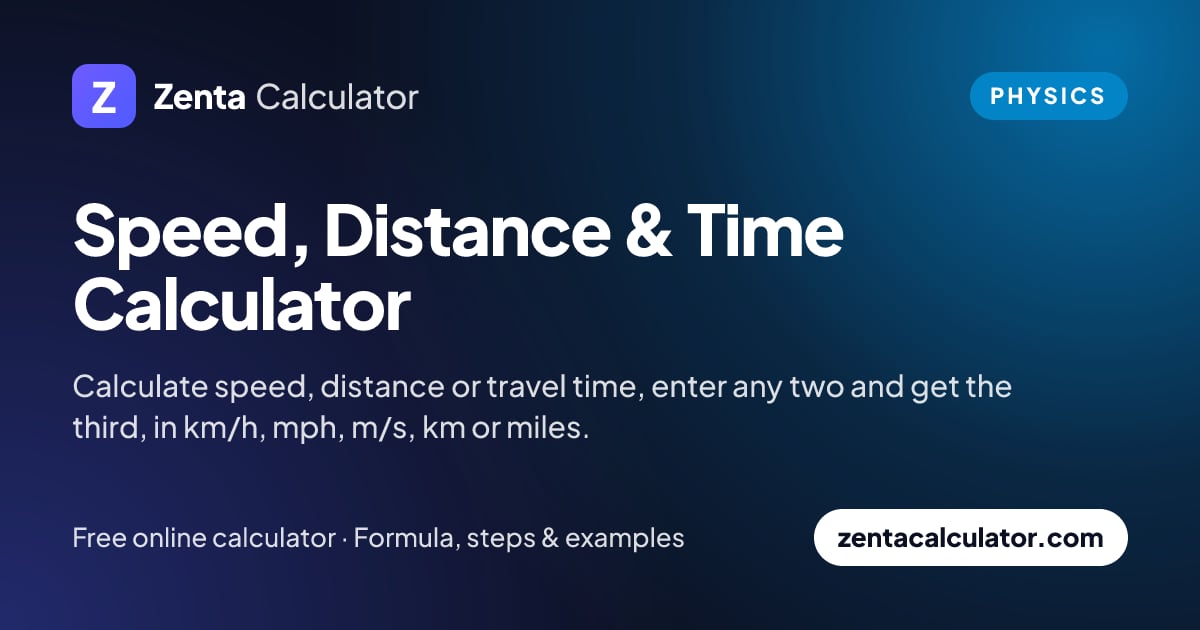 Z
Zenta Calculator
PHYSICS
Speed, Distance & Time
Calculator
Calculate speed, distance or travel time, enter any two and get the
third, in km/h, mph, m/s, km or miles.
Free online calculator · Formula, steps & examples
zentacalculator.com